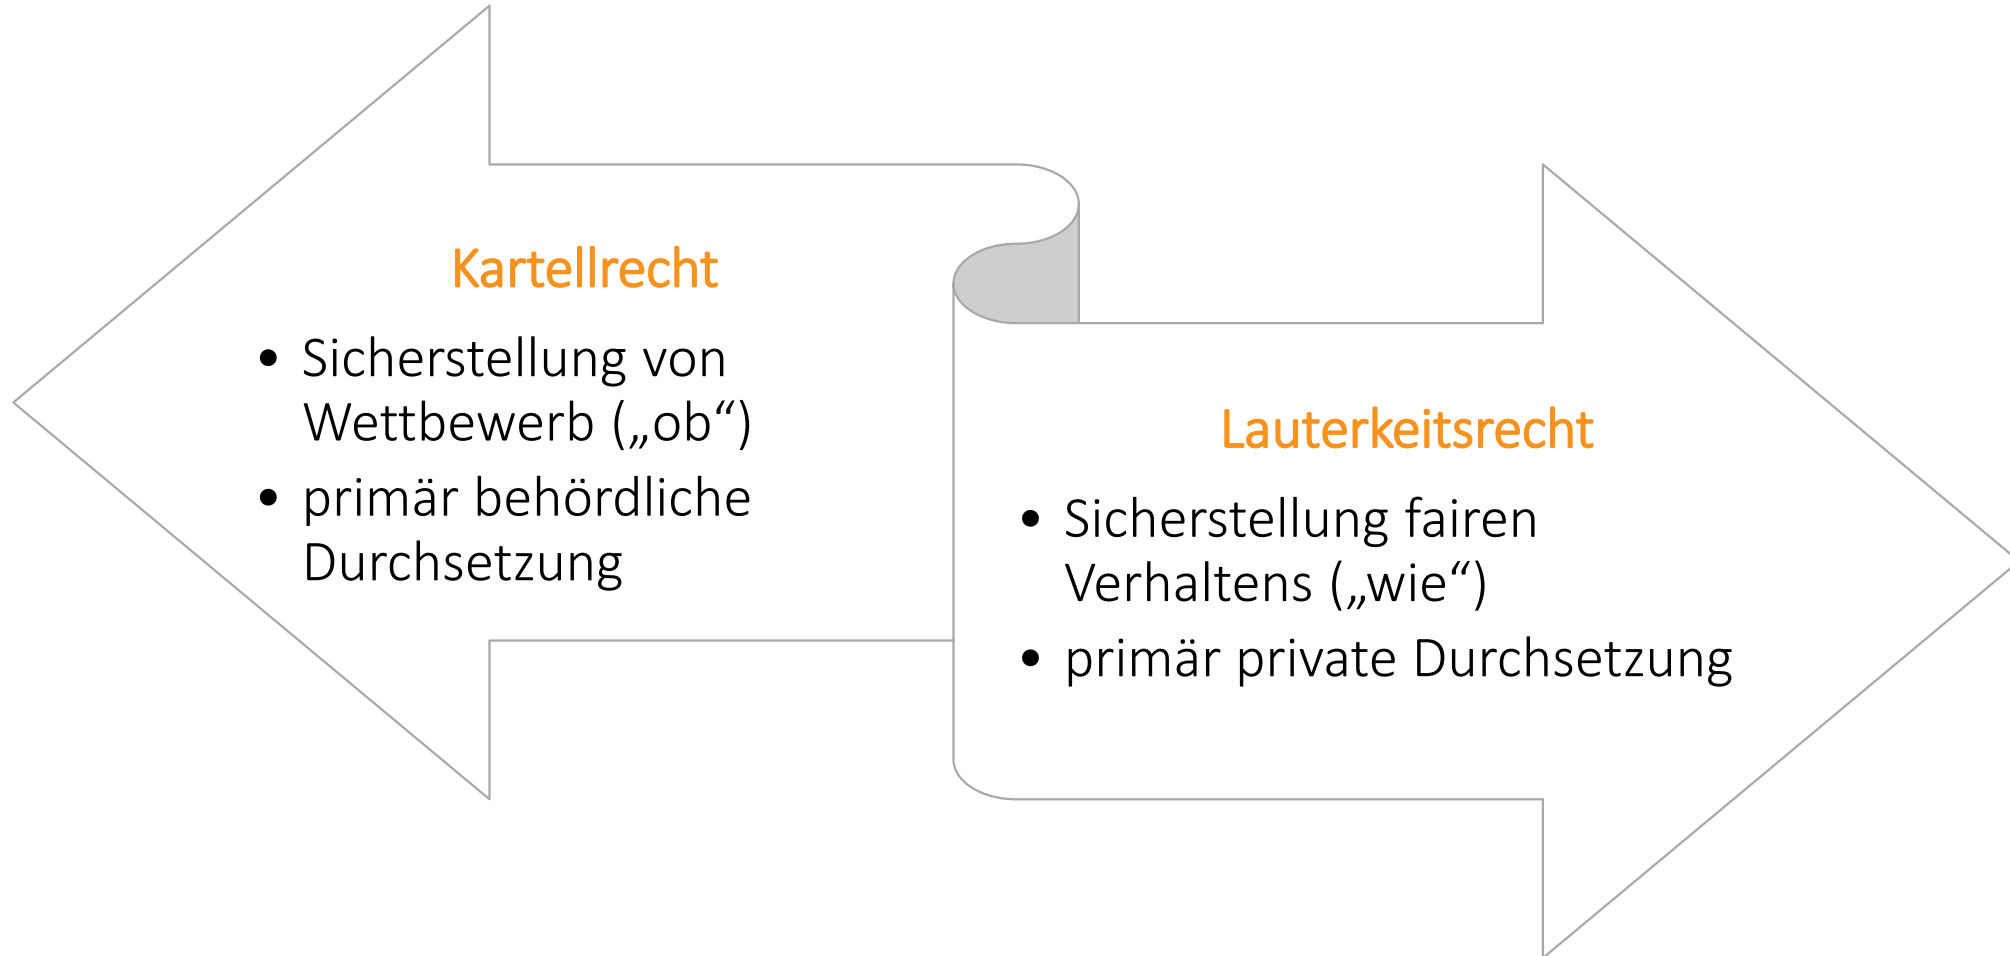 Kartellrecht
• Sicherstellung von
Wettbewerb („ob“)
• primär behördliche
Durchsetzung
Lauterkeitsrecht
• Sicherstellung fairen
Verhaltens („wie“)
• primär private Durchsetzung